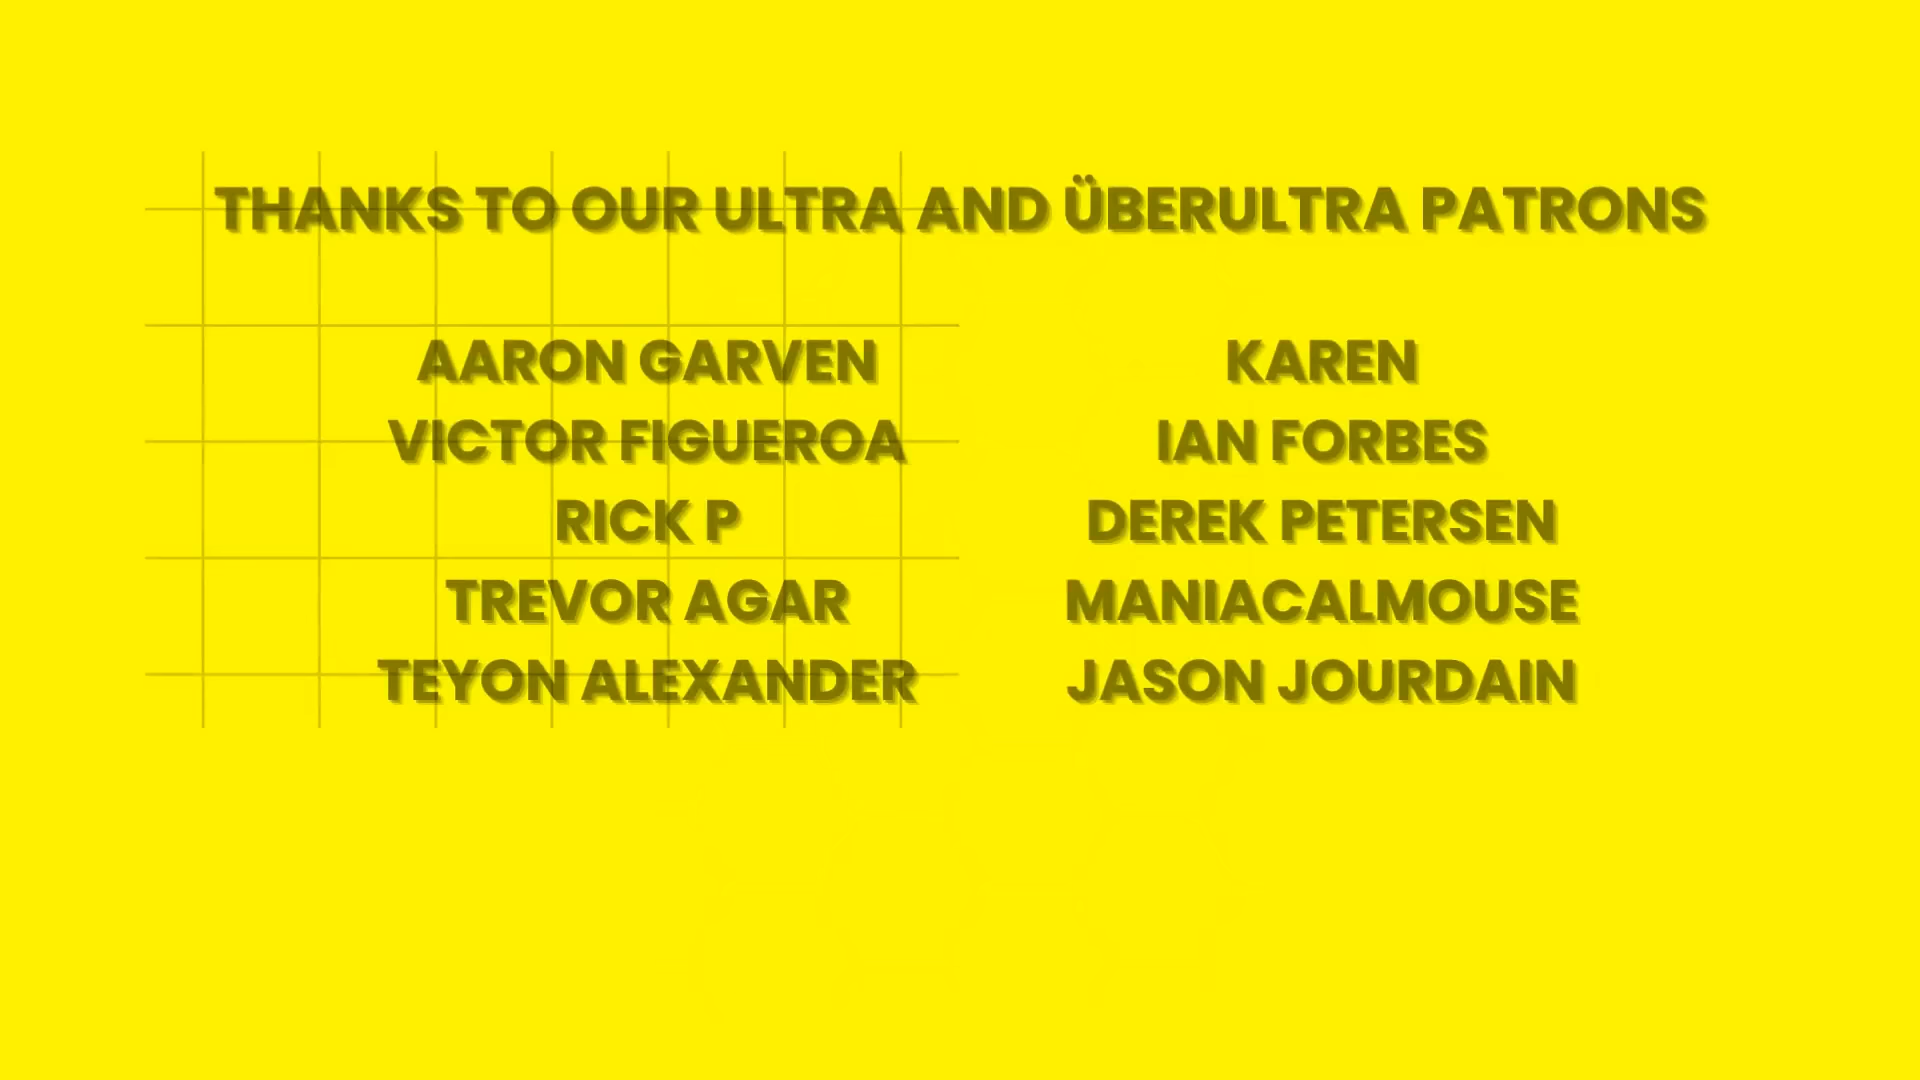 THANKS TO OUR ULTRA AND ÜBERULTRA PATRONS
AARON GARVEN
VICTOR FIGUEROA
RICK P
TREVOR AGAR
TEYON ALEXANDER
KAREN
IAN FORBES
DEREK PETERSEN
MANIACALMOUSE
JASON JOURDAIN